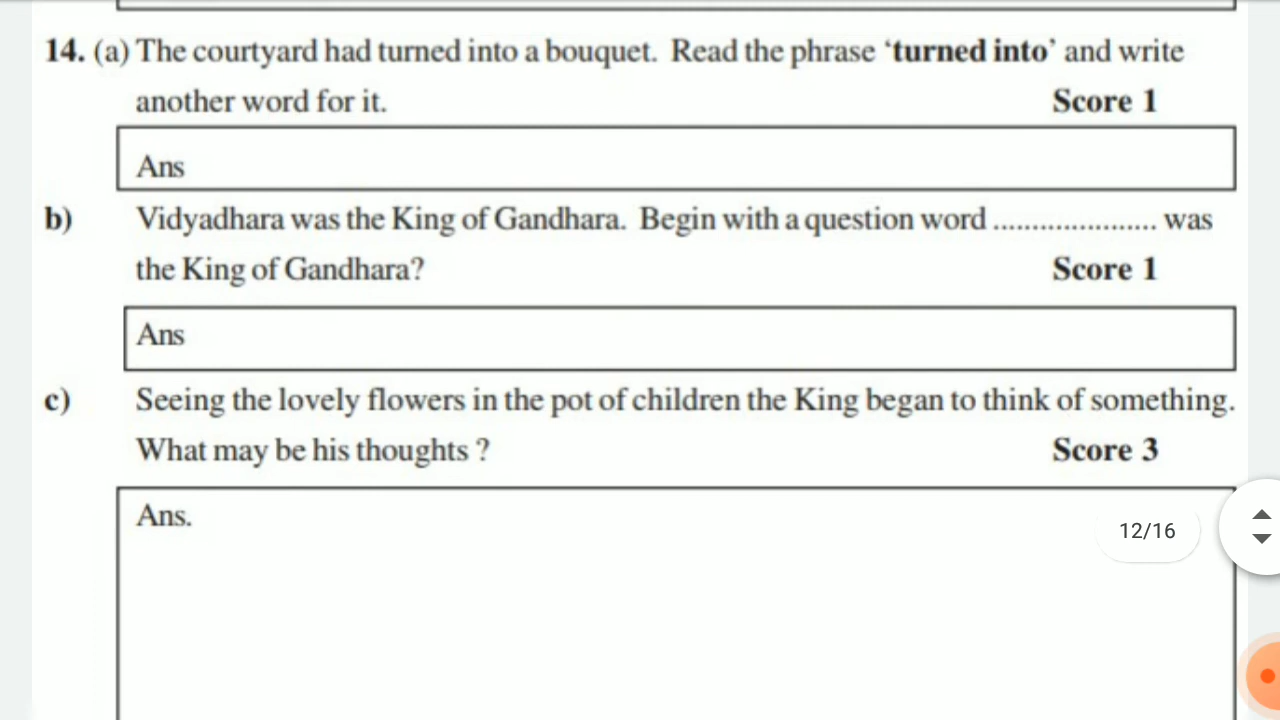 14. (a) The courtyard had turned into a bouquet. Read the phrase ‘turned into’ and write
another word for it. Score 1
Ans
b) Vidyadhara was the King of Gandhara. Begin with a question word ..................... was
the King of Gandhara? Score 1
Ans
c) Seeing the lovely flowers in the pot of children the King began to think of something.
What may be his thoughts ? Score 3
Ans.
12/16